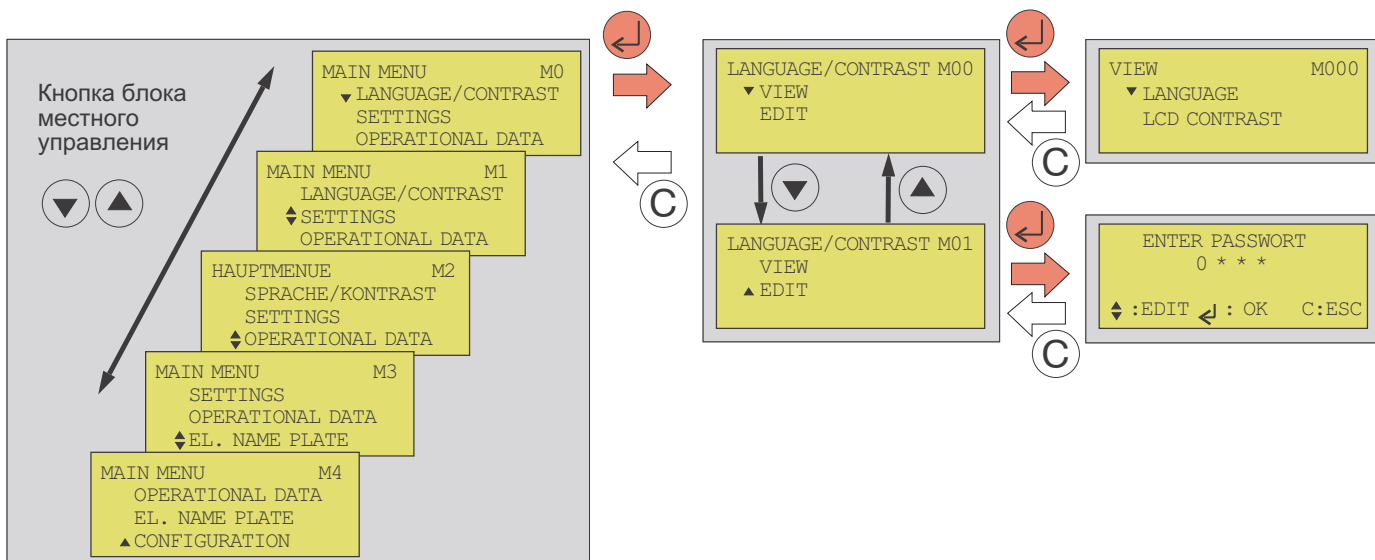 Кнопка блока
местного
управления
MAIN MENU M0
LANGUAGE/CONTRAST
SETTINGS
OPERATIONAL DATA
MAIN MENU M1
LANGUAGE/CONTRAST
SETTINGS
OPERATIONAL DATA
HAUPTMENUE M2
SPRACHE/KONTRAST
SETTINGS
OPERATIONAL DATA
MAIN MENU M3
SETTINGS
OPERATIONAL DATA
EL. NAME PLATE
MAIN MENU M4
OPERATIONAL DATA
EL. NAME PLATE
CONFIGURATION
C
LANGUAGE/CONTRAST M00
VIEW
EDIT
LANGUAGE/CONTRAST M01
VIEW
EDIT
C
VIEW M000
LANGUAGE
LCD CONTRAST
C
ENTER PASSWORT
0 * * *
:EDIT : OK C:ESC